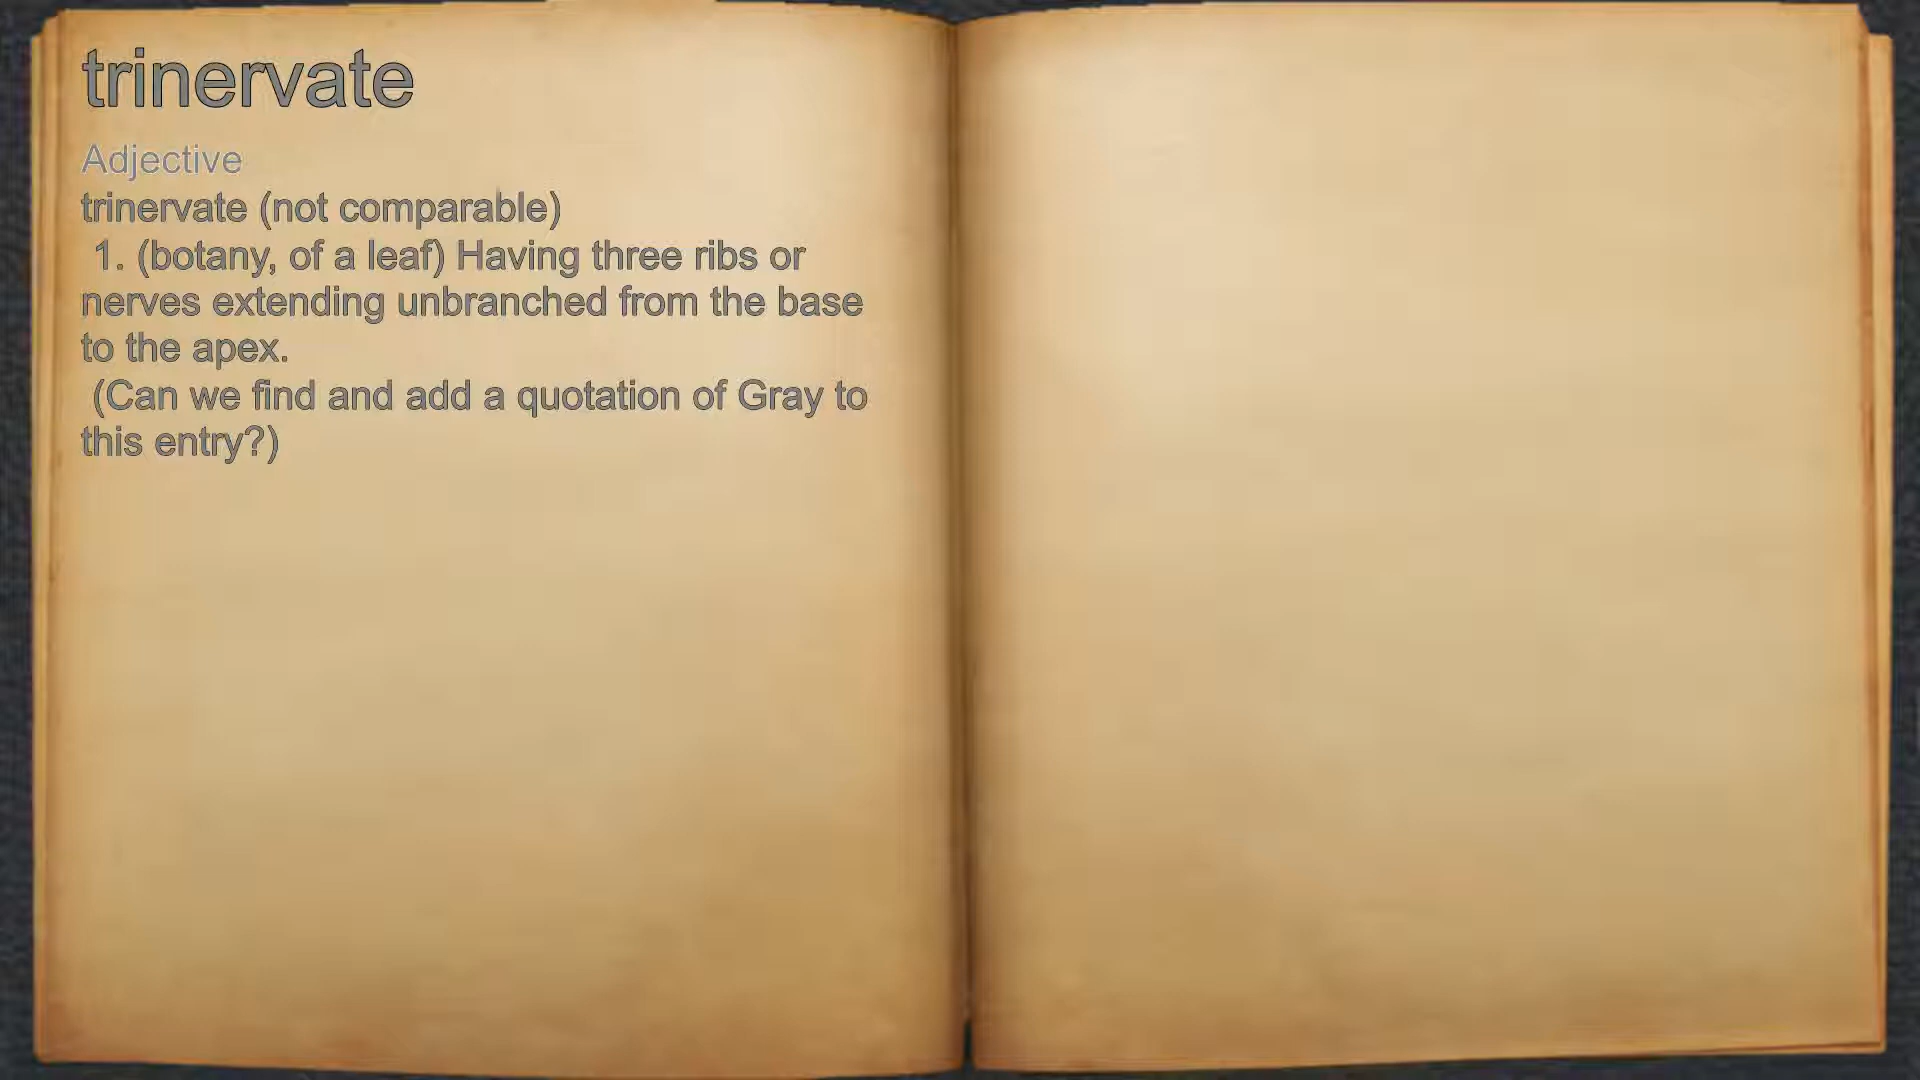 trinervate
Adjective
trinervate (not comparable)
1. (botany, of a leaf) Having three ribs or
nerves extending unbranched from the base
to the apex.
(Can we find and add a quotation of Gray to
this entry?)